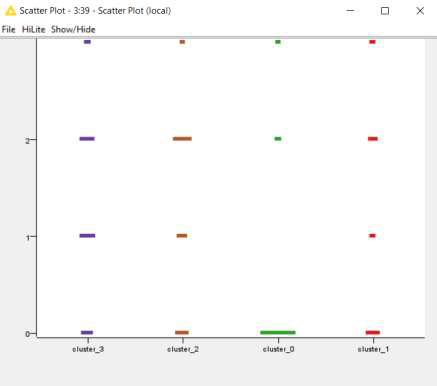 Scatter Plot - 3:39 - Scatter Plot (local)
File HiLite Show/Hide
2
1
0
cluster_3 cluster_2 cluster_0 cluster_1